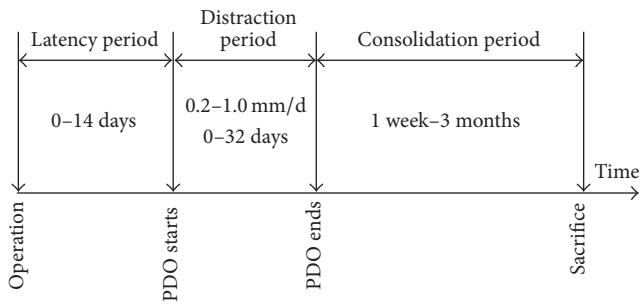 Latency period
Distraction
period
Consolidation period
0–14 days
0.2–1.0 mm/d
0–32 days
1 week–3 months
Time
Operation
PDO starts
PDO ends
Sacrifice